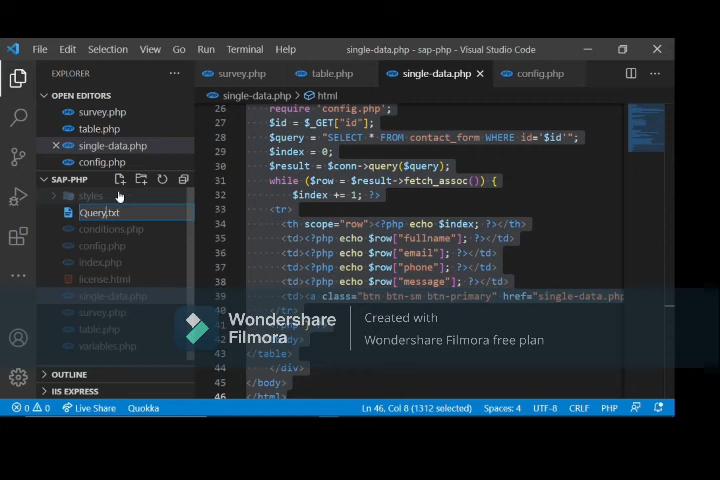 File Edit Selection View Go Run Terminal Help single-data.php - sap-php - Visual Studio Code
EXPLORER
survey.php table.php single-data.php config.php
single-data.php > html
OPEN EDITORS
survey.php
table.php
single-data.php
config.php
SAP-PHP
styles
Query.txt
conditions.php
config.php
index.php
license.html
single-data.php
survey.php
table.php
variables.php
OUTLINE
IIS EXPRESS
26 require 'config.php';
27 $id = $_GET["id"];
28 $query = "SELECT * FROM contact_form WHERE id='$id'";
29 $index = 0;
30 $result = $conn->query($query);
31 while ($row = $result->fetch_assoc()) {
32 $index += 1; ?>
33 <tr>
34 <th scope="row"><?php echo $index; ?></th>
35 <td><?php echo $row["fullname"]; ?></td>
36 <td><?php echo $row["email"]; ?></td>
37 <td><?php echo $row["phone"]; ?></td>
38 <td><?php echo $row["message"]; ?></td>
39 <td><a class="btn btn-sm btn-primary" href="single-data.php
40 </tr>
41
42
43 </table>
44 </div>
45 </body>
46 </html>
Wondershare
Filmora
Created with
Wondershare Filmora free plan
0 0 Live Share Quokka Ln 46, Col 8 (1312 selected) Spaces: 4 UTF-8 CRLF PHP